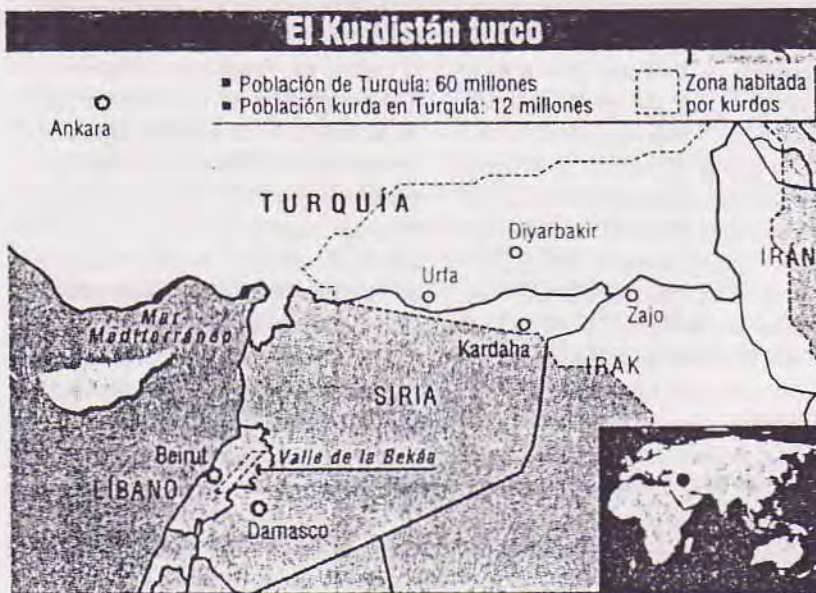 El Kurdistán turco
■ Población de Turquía: 60 millones
■ Población kurda en Turquía: 12 millones
Zona habitada
por kurdos
Ankara
TURQUÍA
Diyarbakir
IRÁN
Urfa
Zajo
Mar
Mediterráneo
Kardaha
IRAK
SIRIA
Beirut
Valle de la Bekáa
LÍBANO
Damasco